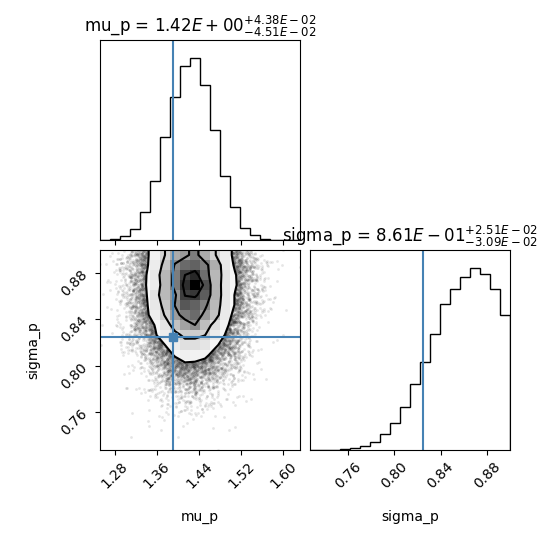 mu_p = 1.42E+00+4.38E−02 −4.51E−02
sigma_p = 8.61E−01+2.51E−02 −3.09E−02
0.88
0.84
0.80
0.76
sigma_p
1.28 1.36 1.44 1.52 1.60
mu_p
0.76 0.80 0.84 0.88
sigma_p